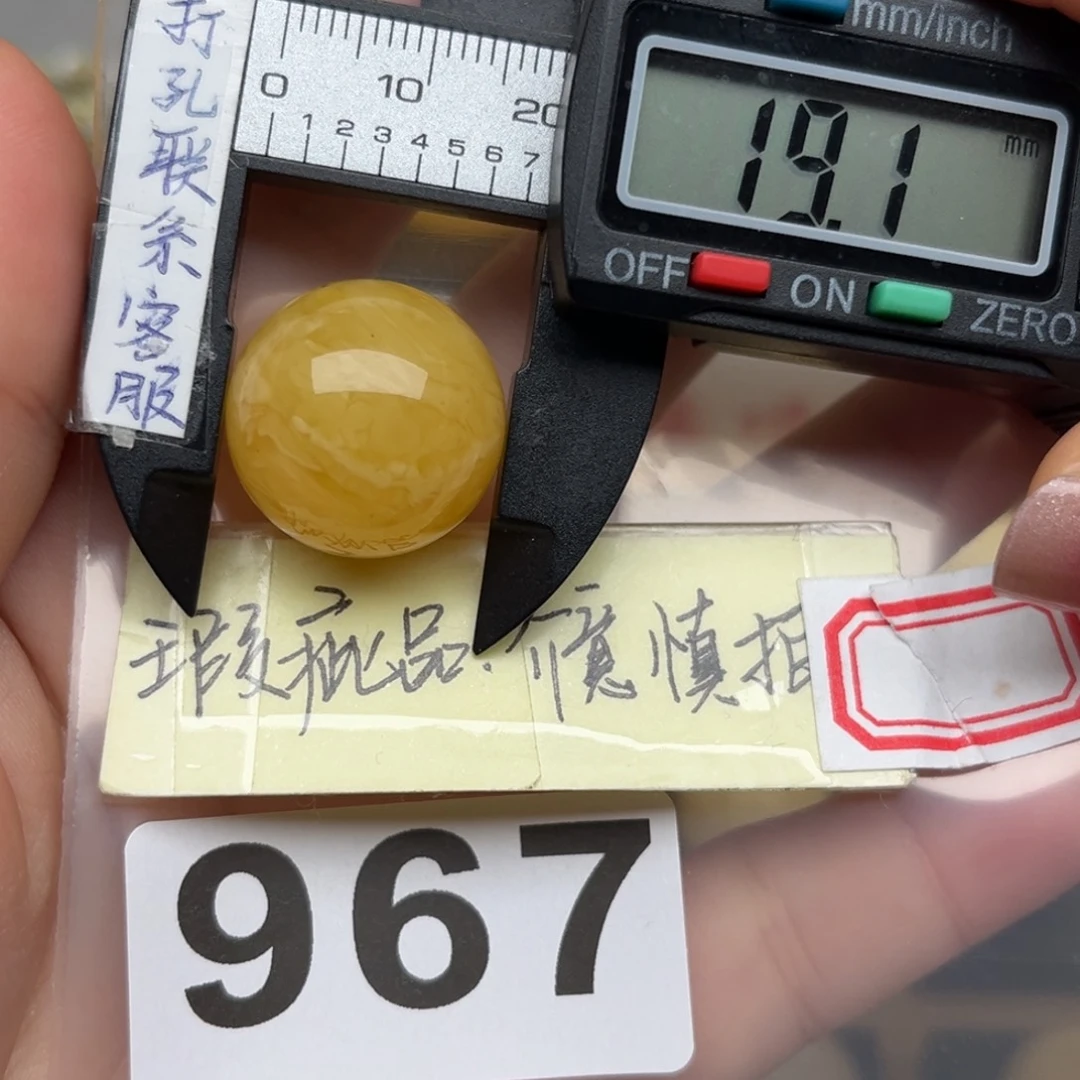 打孔联系客服
mm/inch
0 10 20
1 2 3 4 5 6 7
19.1 mm
OFF ON ZERO
瑕疵品.
慎拍
967